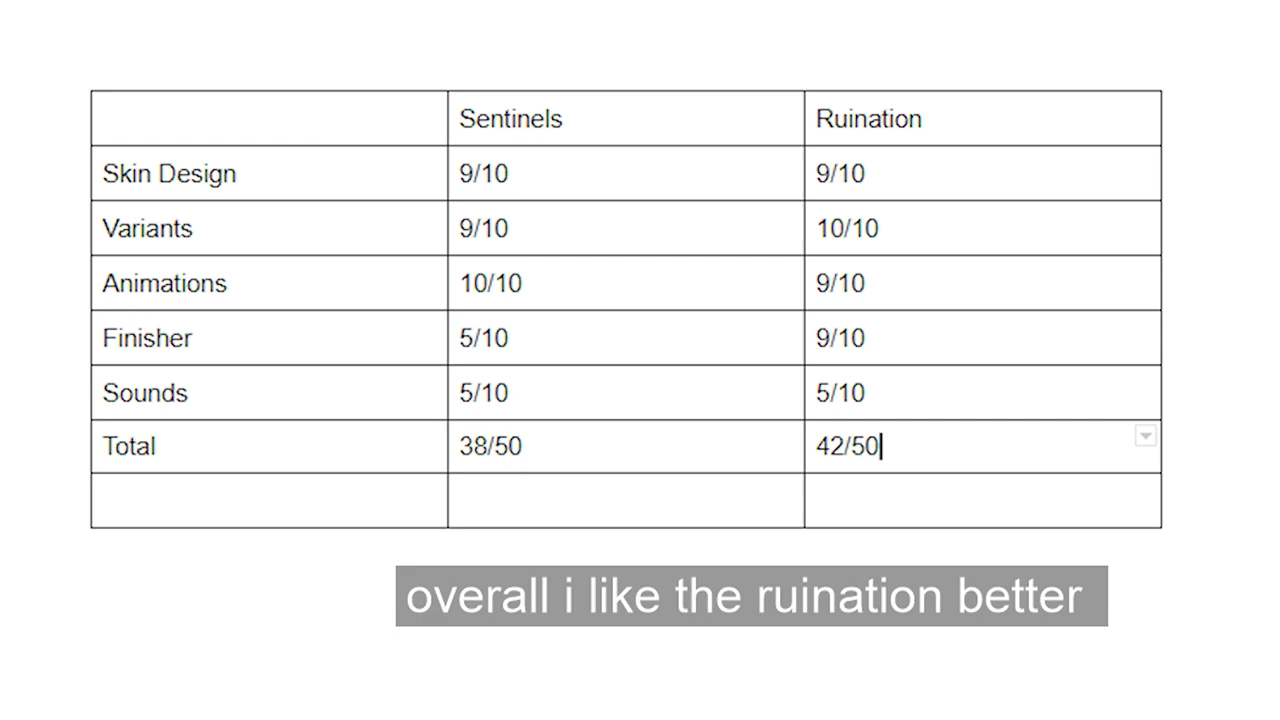 Sentinels Ruination
Skin Design 9/10 9/10
Variants 9/10 10/10
Animations 10/10 9/10
Finisher 5/10 9/10
Sounds 5/10 5/10
Total 38/50 42/50
overall i like the ruination better